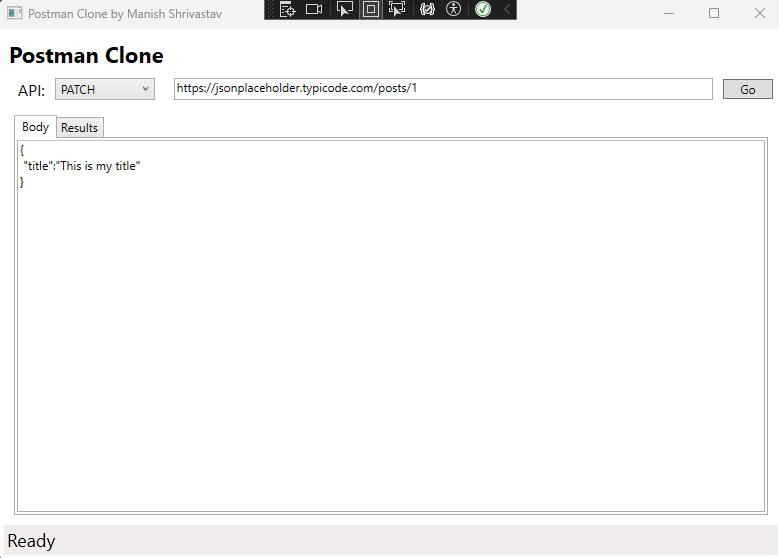 Postman Clone by Manish Shrivastav
Postman Clone
API: PATCH https://jsonplaceholder.typicode.com/posts/1 Go
Body Results
{
"title":"This is my title"
}
Ready